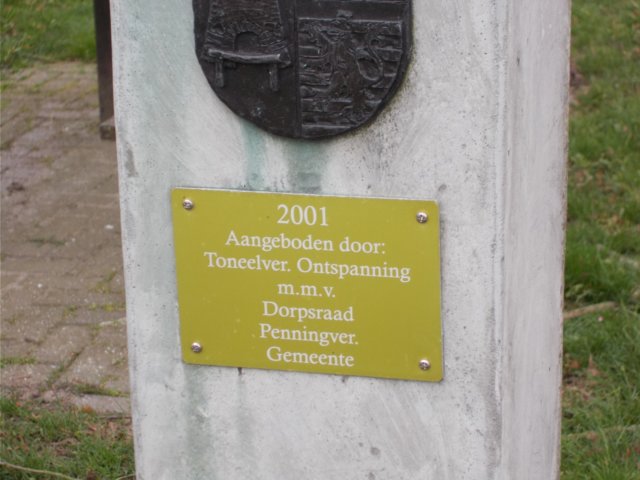 2001
Aangeboden door:
Toneelver. Ontspanning
m.m.v.
Dorpsraad
Penningver.
Gemeente